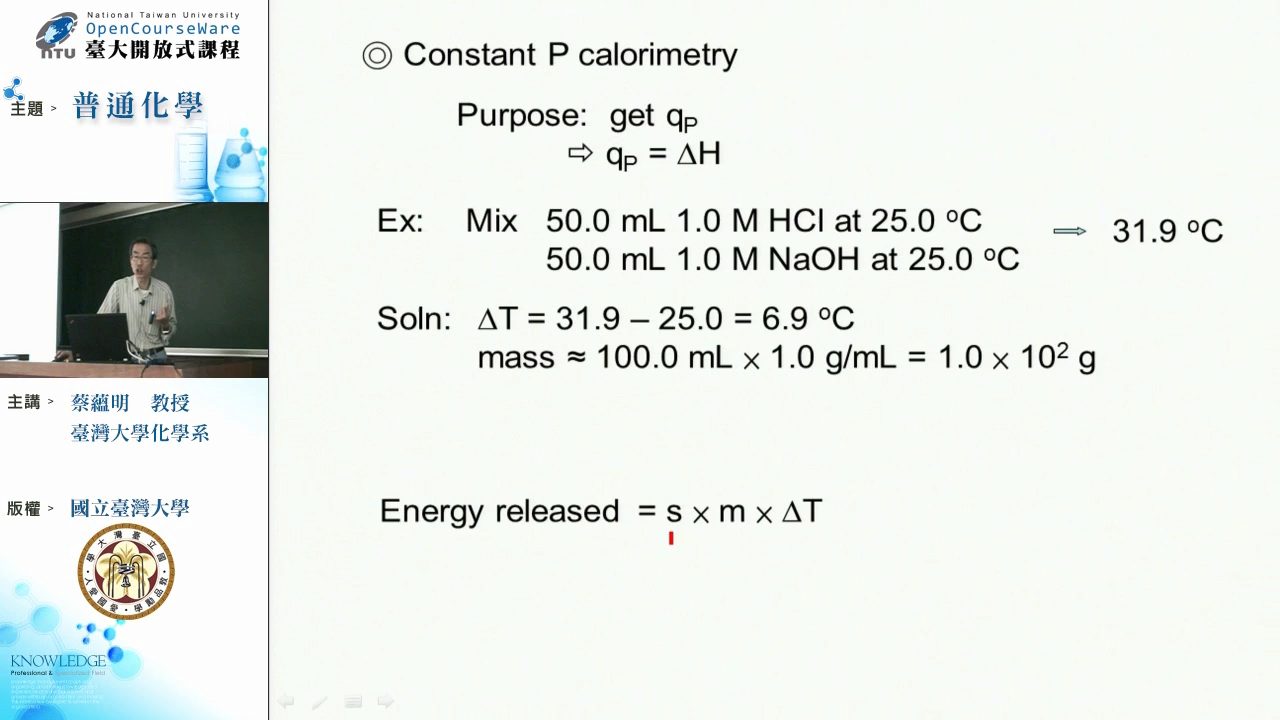 National Taiwan University
OpenCourseWare
NTU 臺大開放式課程
主題 > 普通化學
主講 > 蔡蘊明 教授
臺灣大學化學系
版權 > 國立臺灣大學
KNOWLEDGE
◎ Constant P calorimetry
Purpose: get qP
⇨ qP = ΔH
Ex: Mix 50.0 mL 1.0 M HCl at 25.0 ºC
50.0 mL 1.0 M NaOH at 25.0 ºC
⇒ 31.9 ºC
Soln: ΔT = 31.9 – 25.0 = 6.9 ºC
mass ≈ 100.0 mL × 1.0 g/mL = 1.0 × 10² g
Energy released = s × m × ΔT